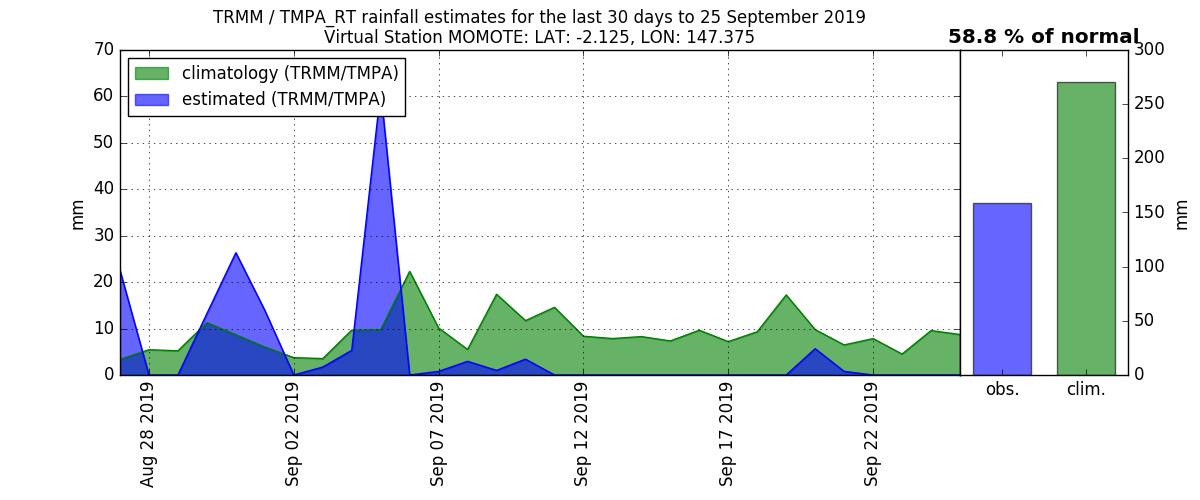 TRMM / TMPA_RT rainfall estimates for the last 30 days to 25 September 2019
Virtual Station MOMOTE: LAT: -2.125, LON: 147.375
58.8 % of normal
climatology (TRMM/TMPA)
estimated (TRMM/TMPA)
mm
70
60
50
40
30
20
10
0
Aug 28 2019
Sep 02 2019
Sep 07 2019
Sep 12 2019
Sep 17 2019
Sep 22 2019
obs.
clim.
300
250
200
150
100
50
0
mm